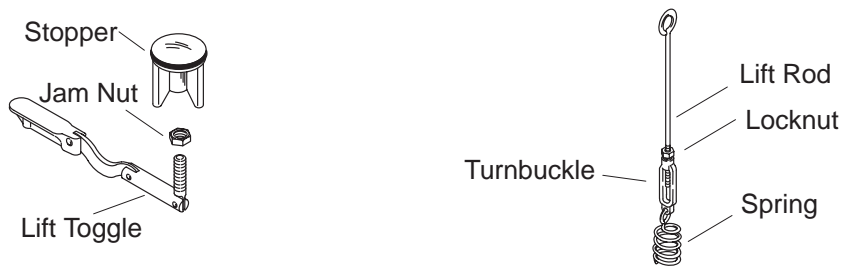 Stopper
Jam Nut
Lift Toggle
Lift Rod
Locknut
Turnbuckle
Spring